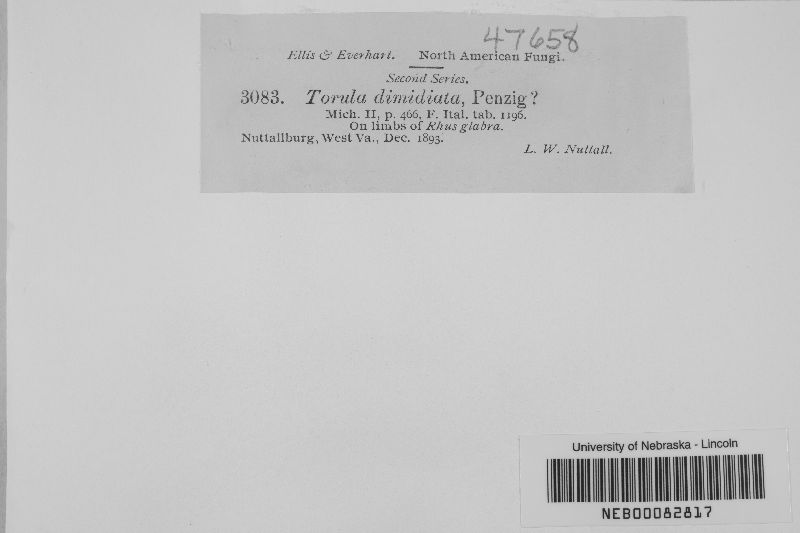 47658
Ellis & Everhart. North American Fungi.
Second Series.
3083. Torula dimidiata, Penzig?
Mich. II, p. 466, F. Ital. tab. 1196.
On limbs of Rhus glabra.
Nuttallburg, West Va., Dec. 1893.
L. W. Nuttall.
University of Nebraska - Lincoln
NEB00082817